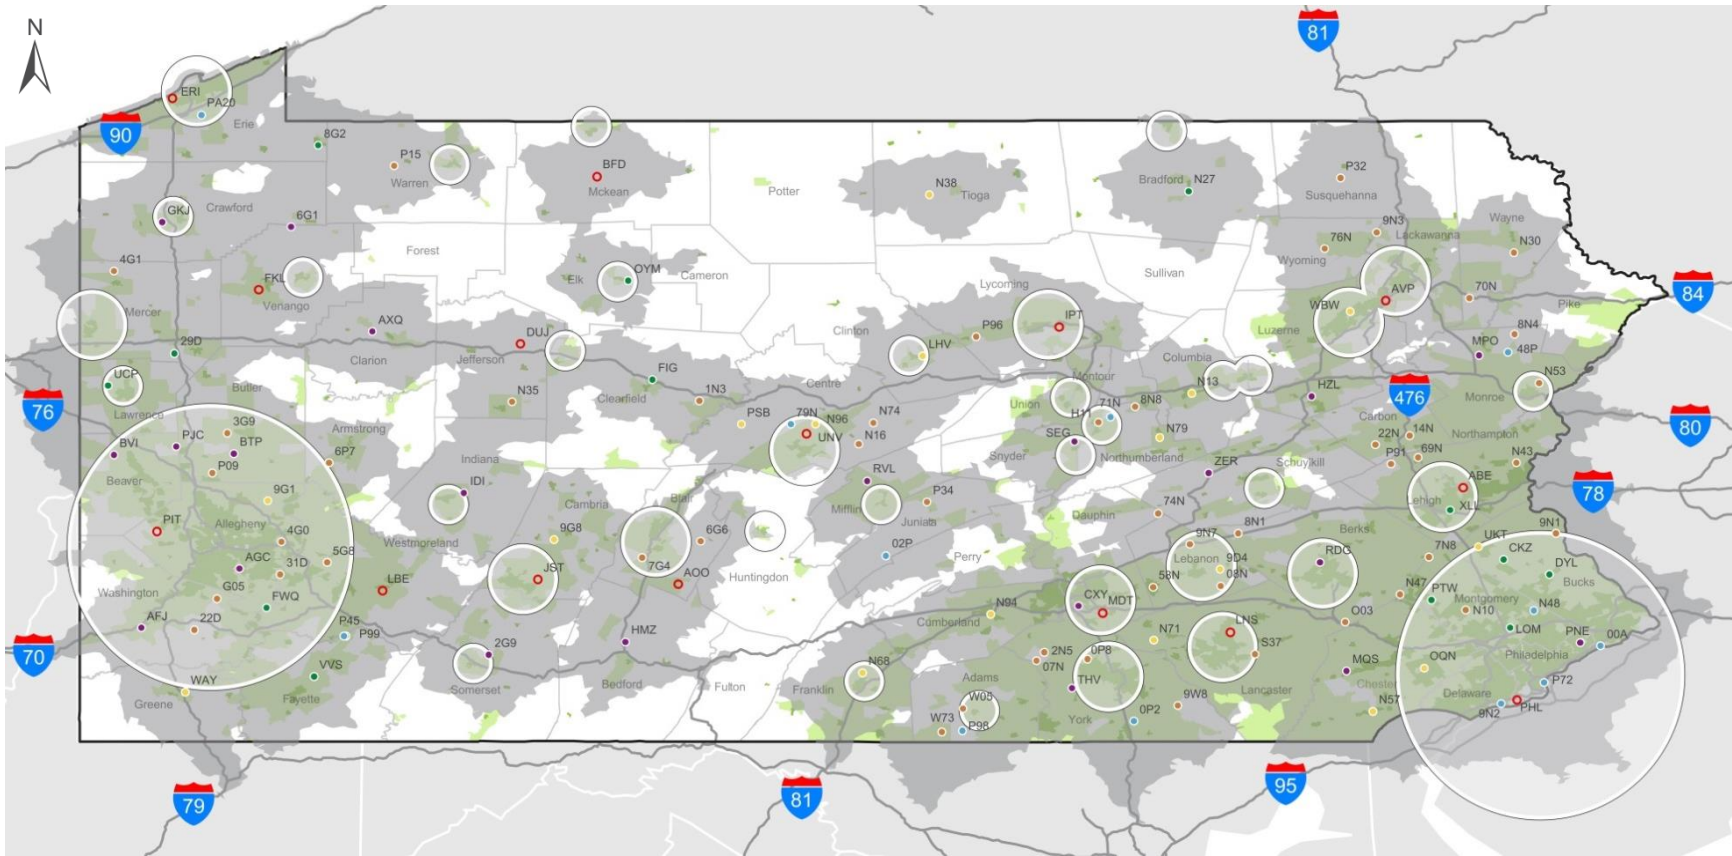 N
81
ERI
PA20
Erie
90
8G2
P15
Warren
BFD
Mckean
Potter
N38
Tioga
Bradford
N27
P32
Susquehanna
GKJ
Crawford
6G1
Forest
9N3
Lackawanna
Wayne
76N
Wyoming
N30
4G1
FKL
Venango
Elk
OYM
Cameron
Sullivan
Lycoming
AVP
WBW
70N
Pike
84
Mercer
AXQ
Clarion
DUJ
Jefferson
Clinton
P96
IPT
Luzerne
8N4
MPO
48P
29D
LHV
Columbia
UCP
Butler
Lawrence
76
FIG
Clearfield
1N3
Centre
Montour
N13
HZL
476
N53
Monroe
N35
Union
8N8
Carbon
80
3G9
PJC
BTP
BVI
Armstrong
PSB
79N
N96
UNV
N74
N16
H11
71N
SEG
N79
14N
22N
Northampton
P09
6P7
Indiana
Snyder
Northumberland
P91
69N
N43
Beaver
9G1
IDI
RVL
ZER
Schuylkill
ABE
Lehigh
XLL
78
Cambria
Blair
Mifflin
P34
Juniata
Dauphin
74N
Berks
PIT
Allegheny
4G0
Westmoreland
9G8
6G6
02P
Perry
9N7
8N1
9N1
UKT
CKZ
AGC
31D
5G8
7G4
Lebanon
9D4
08N
RDG
7N8
DYL
Bucks
Washington
G05
LBE
JST
AOO
Huntingdon
58N
N47
PTW
Montgomery
N10
N48
FWQ
CXY
MDT
AFJ
22D
P45
P99
N94
Cumberland
N71
LNS
O03
LOM
PNE
00A
70
HMZ
2G9
2N5
0P8
07N
S37
Philadelphia
VVS
N68
Adams
THV
MQS
Chester
OQN
WAY
Somerset
Bedford
Fulton
Franklin
W05
York
9W8
Lancaster
N57
Delaware
P72
Greene
Fayette
W73
P98
0P2
9N2
PHL
79
81
95